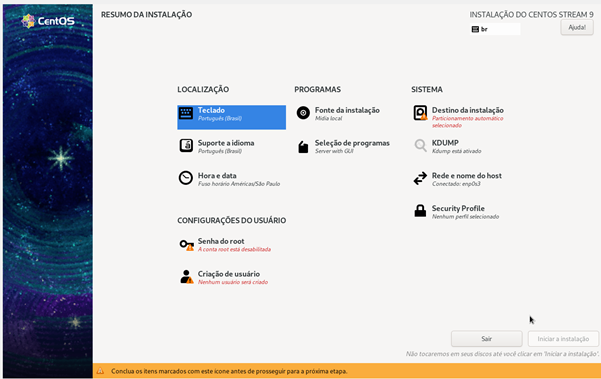 CentOS
RESUMO DA INSTALAÇÃO
INSTALAÇÃO DO CENTOS STREAM 9
br
Ajuda!
LOCALIZAÇÃO
Teclado
Português (Brasil)
Suporte a idioma
Português (Brasil)
Hora e data
Fuso horário Américas/São Paulo
PROGRAMAS
Fonte da instalação
Mídia local
Seleção de programas
Server with GUI
SISTEMA
Destino da instalação
Particionamento automático
selecionado
KDUMP
Kdump está ativado
Rede e nome do host
Conectado: enp0s3
Security Profile
Nenhum perfil selecionado
CONFIGURAÇÕES DO USUÁRIO
Senha do root
A conta root está desabilitada
Criação de usuário
Nenhum usuário será criado
Sair
Iniciar a instalação
Não tocaremos em seus discos até você clicar em 'Iniciar a instalação'.
Conclua os itens marcados com este ícone antes de prosseguir para a próxima etapa.